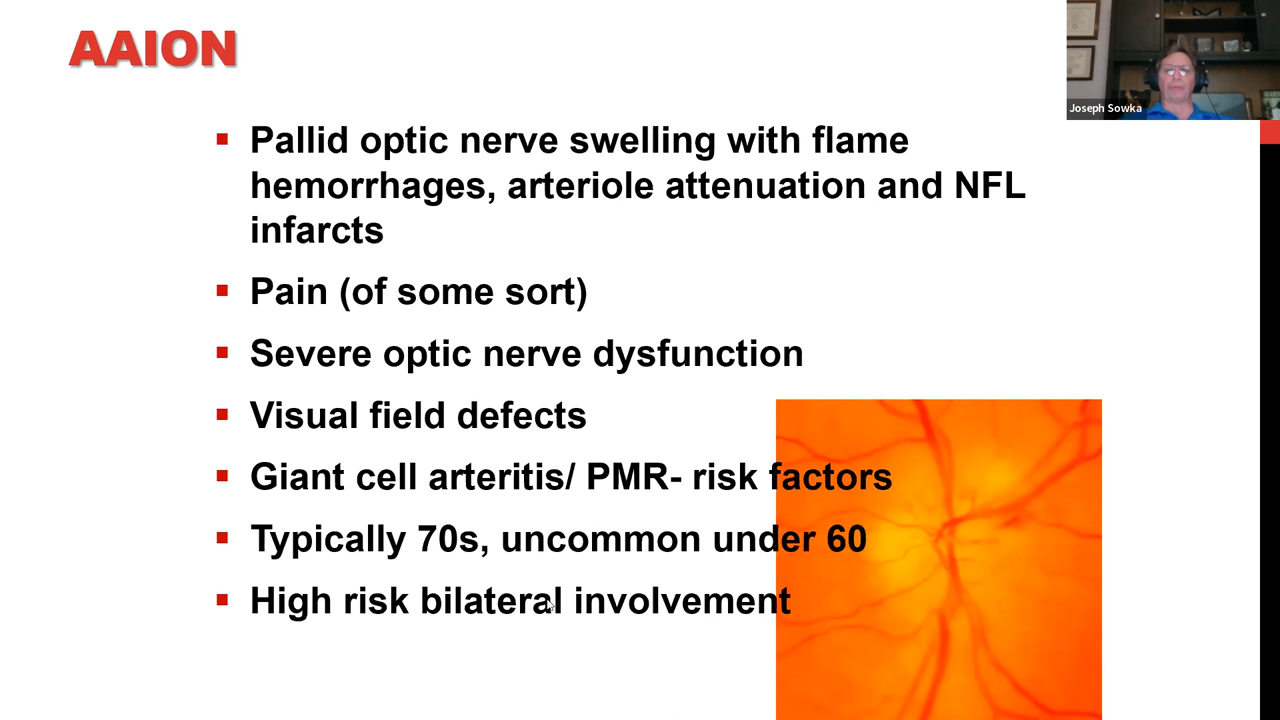 AAION
Joseph Sowka
▪ Pallid optic nerve swelling with flame
hemorrhages, arteriole attenuation and NFL
infarcts
▪ Pain (of some sort)
▪ Severe optic nerve dysfunction
▪ Visual field defects
▪ Giant cell arteritis/ PMR- risk factors
▪ Typically 70s, uncommon under 60
▪ High risk bilateral involvement